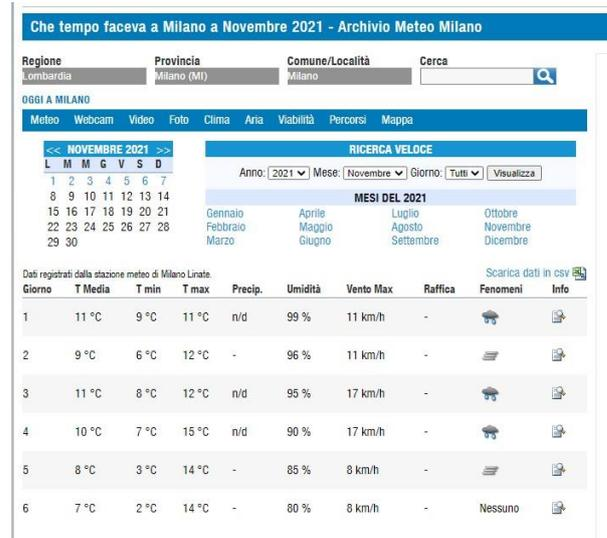 Che tempo faceva a Milano a Novembre 2021 - Archivio Meteo Milano
Regione Provincia Comune/Località Cerca
Lombardia Milano (MI) Milano
OGGI A MILANO
Meteo Webcam Video Foto Clima Aria Viabilità Percorsi Mappa
<< NOVEMBRE 2021 >> RICERCA VELOCE
L M M G V S D
1 2 3 4 5 6 7 Anno: 2021 Mese: Novembre Giorno: Tutti Visualizza
8 9 10 11 12 13 14 MESI DEL 2021
15 16 17 18 19 20 21 Gennaio Aprile Luglio Ottobre
22 23 24 25 26 27 28 Febbraio Maggio Agosto Novembre
29 30 Marzo Giugno Settembre Dicembre
Dati registrati dalla stazione meteo di Milano Linate. Scarica dati in csv
Giorno T Media T min T max Precip. Umidità Vento Max Raffica Fenomeni Info
1 11 °C 9 °C 11 °C n/d 99 % 11 km/h -
2 9 °C 6 °C 12 °C - 96 % 11 km/h -
3 11 °C 8 °C 12 °C n/d 95 % 17 km/h -
4 10 °C 7 °C 15 °C n/d 90 % 17 km/h -
5 8 °C 3 °C 14 °C - 85 % 8 km/h -
6 7 °C 2 °C 14 °C - 80 % 8 km/h - Nessuno